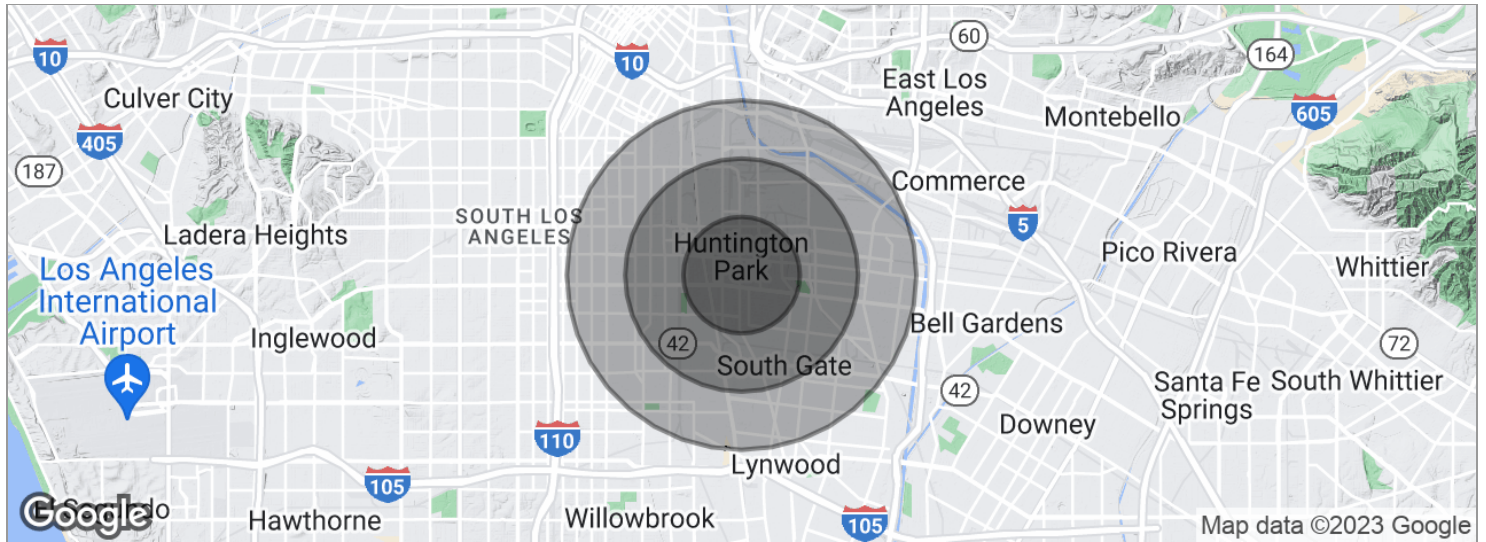 10
Culver City
405
187
Ladera Heights
Los Angeles
International
Airport
Inglewood
El Segundo
Google
Hawthorne
105
10
SOUTH LOS
ANGELES
110
Huntington
Park
42
South Gate
Lynwood
Willowbrook
105
60
East Los
Angeles
Montebello
164
605
Commerce
5
Pico Rivera
Whittier
Bell Gardens
42
72
Santa Fe
Springs
South Whittier
Downey
Map data ©2023 Google